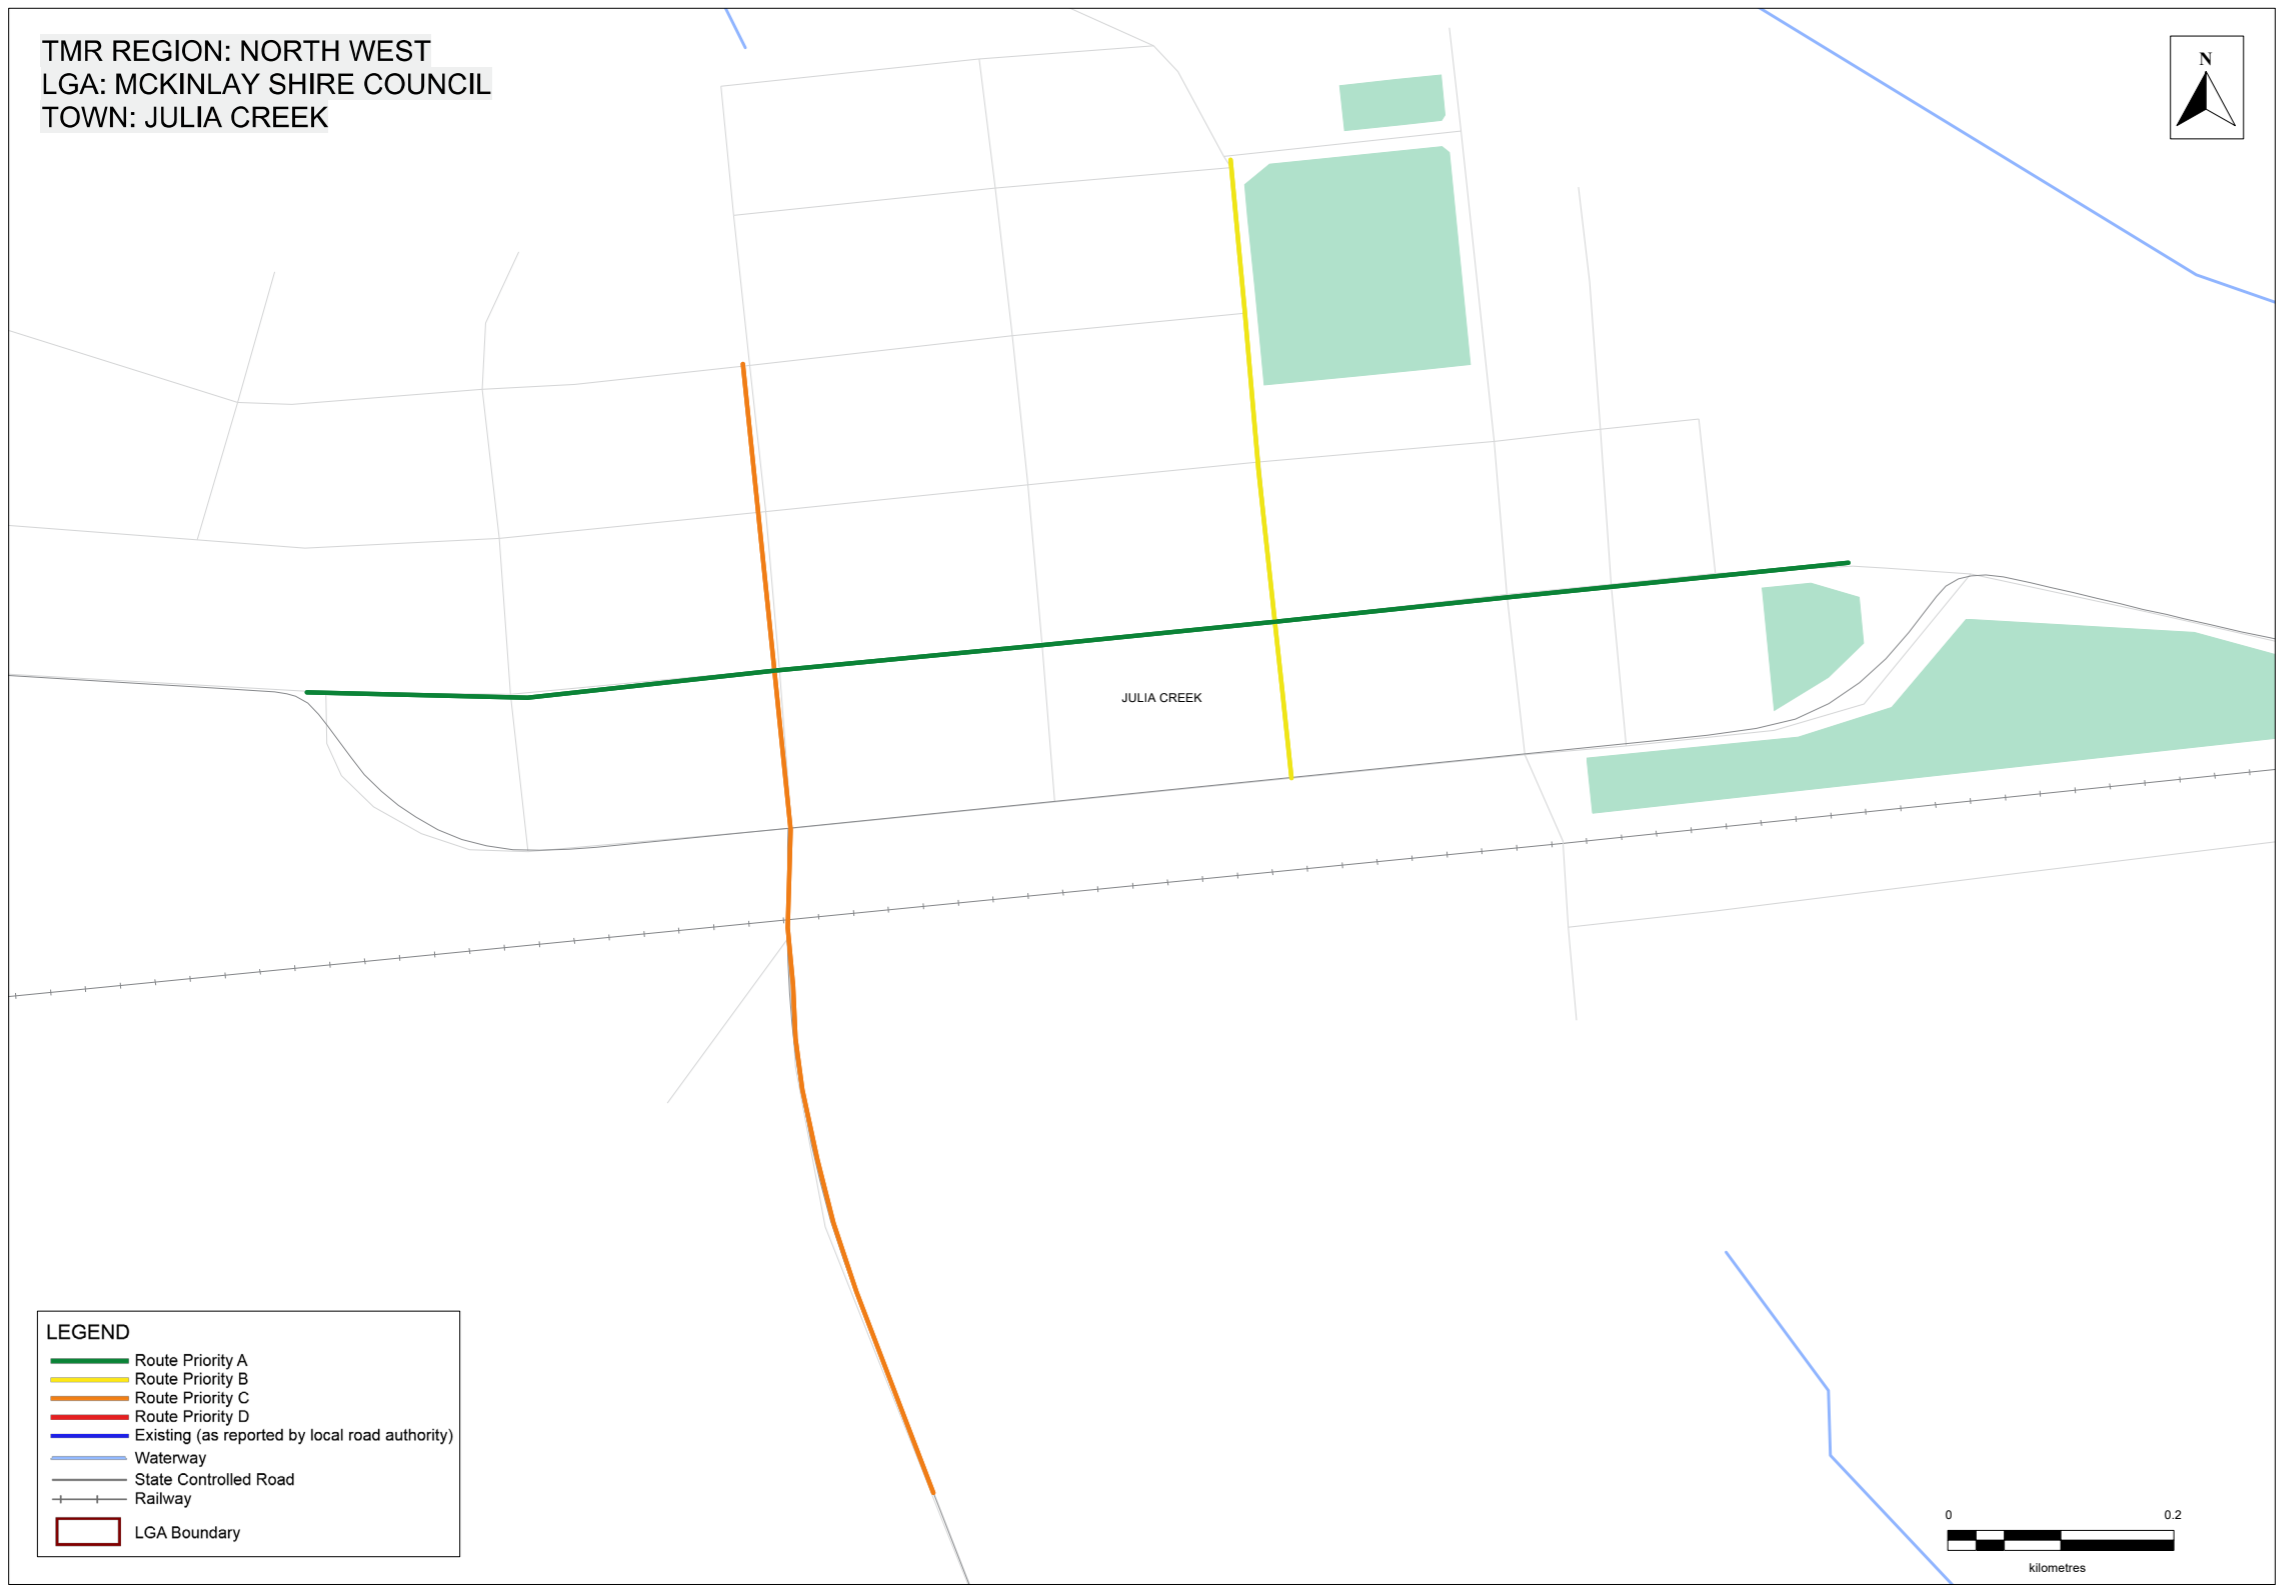 TMR REGION: NORTH WEST
LGA: MCKINLAY SHIRE COUNCIL
TOWN: JULIA CREEK
N
JULIA CREEK
LEGEND
Route Priority A
Route Priority B
Route Priority C
Route Priority D
Existing (as reported by local road authority)
Waterway
State Controlled Road
Railway
LGA Boundary
0 0.2
kilometres